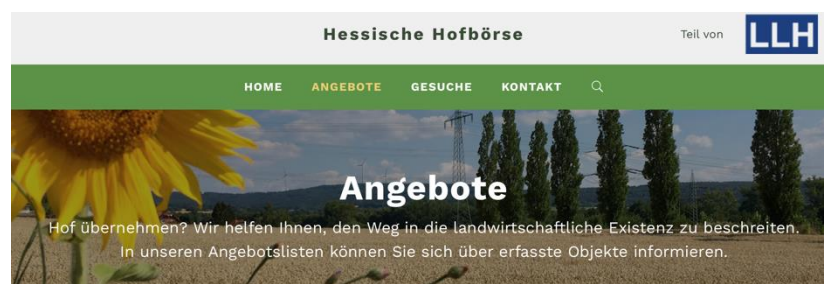 Hessische Hofbörse
Teil von
LLH
HOME ANGEBOTE GESUCHE KONTAKT
Angebote
Hof übernehmen? Wir helfen Ihnen, den Weg in die landwirtschaftliche Existenz zu beschreiten.
In unseren Angebotslisten können Sie sich über erfasste Objekte informieren.